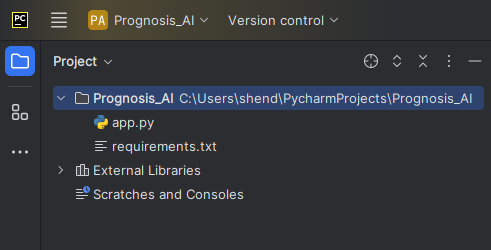 PC PA Prognosis_AI Version control
Project
Prognosis_AI C:\Users\shend\PycharmProjects\Prognosis_AI
app.py
requirements.txt
External Libraries
Scratches and Consoles